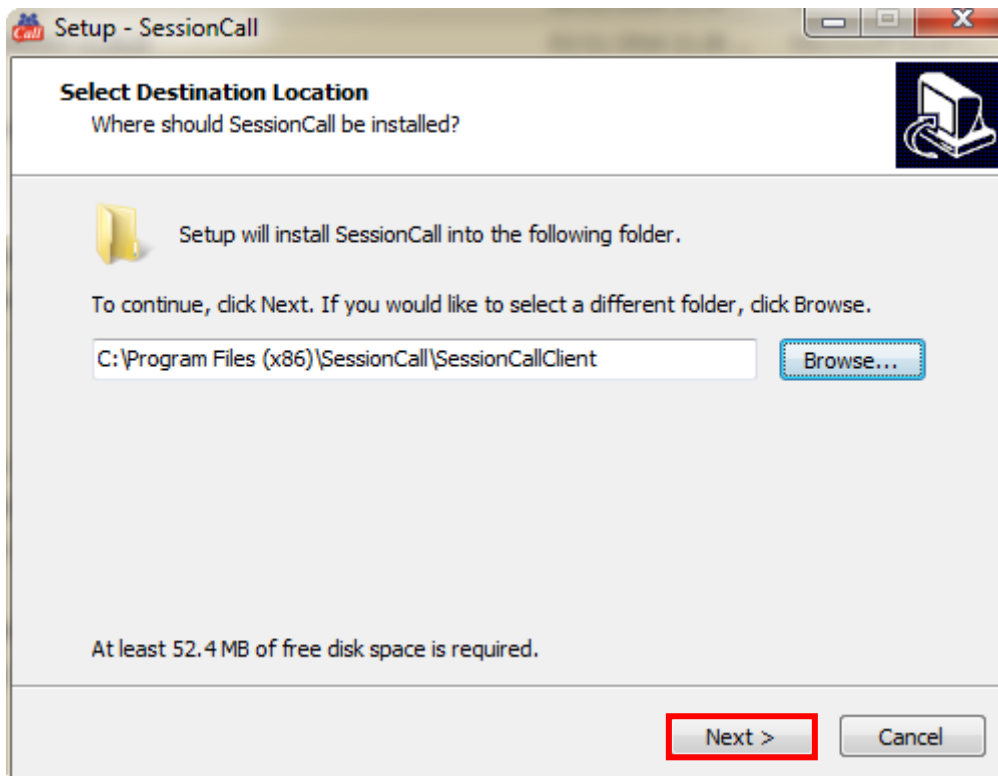 Call
Setup - SessionCall
Select Destination Location
Where should SessionCall be installed?
Setup will install SessionCall into the following folder.
To continue, click Next. If you would like to select a different folder, click Browse.
C:\Program Files (x86)\SessionCall\SessionCallClient
Browse...
At least 52.4 MB of free disk space is required.
Next >
Cancel